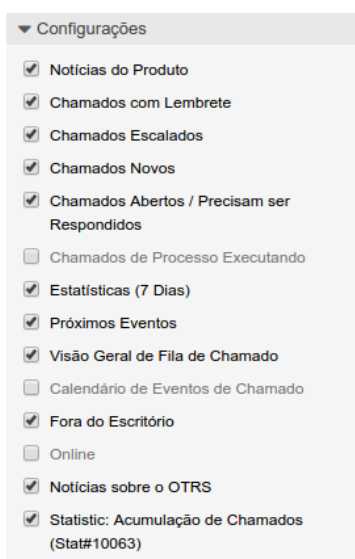 Configurações
Notícias do Produto
Chamados com Lembrete
Chamados Escalados
Chamados Novos
Chamados Abertos / Precisam ser
Respondidos
Chamados de Processo Executando
Estatísticas (7 Dias)
Próximos Eventos
Visão Geral de Fila de Chamado
Calendário de Eventos de Chamado
Fora do Escritório
Online
Notícias sobre o OTRS
Statistic: Acumulação de Chamados
(Stat#10063)